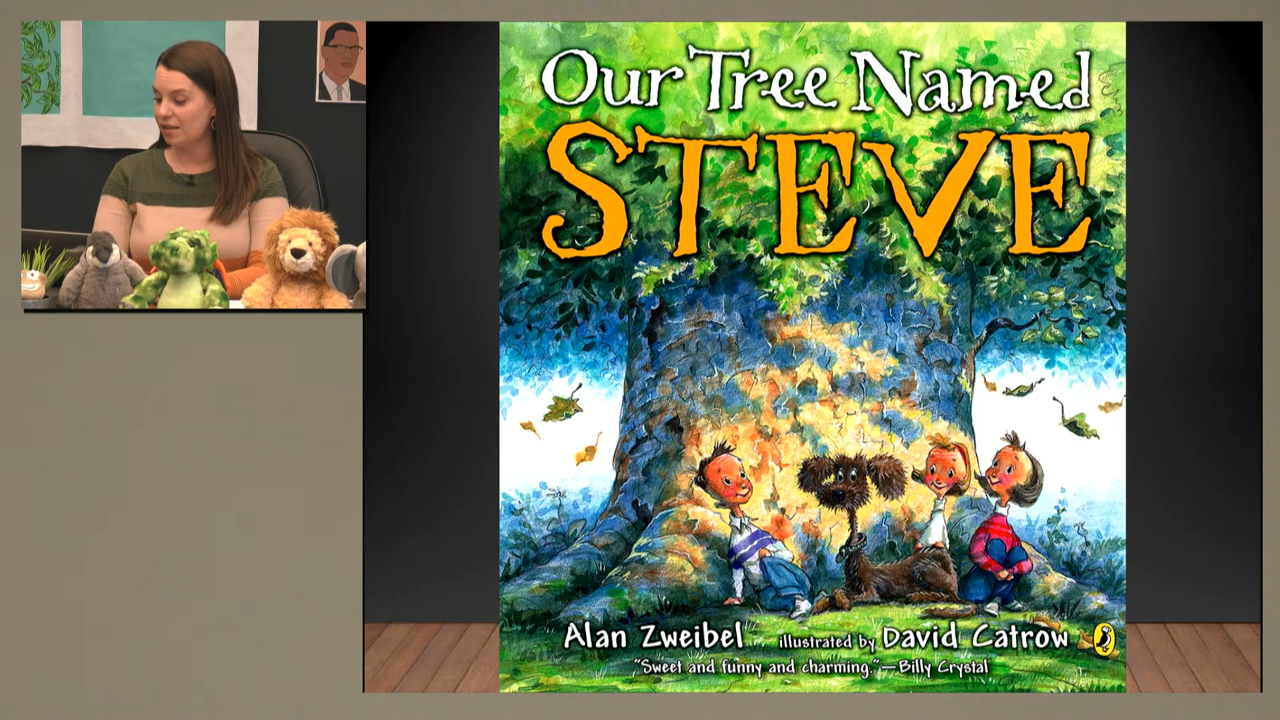 Our Tree Named
STEVE
Alan Zweibel illustrated by David Catrow
"Sweet and funny and charming."—Billy Crystal